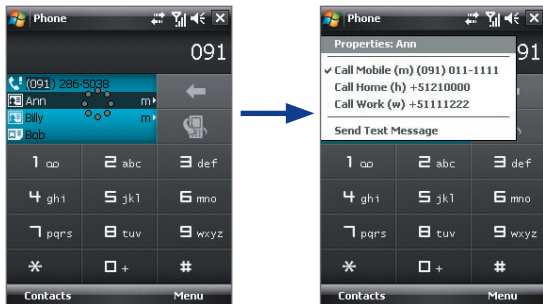 Phone
091
(091) 286-5038
Ann m
Billy m
Bob
1
2 abc
3 def
4 ghi
5 jkl
6 mno
7 pqrs
8 tuv
9 wxyz
*
0 +
#
Contacts Menu
Phone
91
Properties: Ann
Call Mobile (m) (091) 011-1111
Call Home (h) +51210000
Call Work (w) +51111222
Send Text Message
1
2 abc
3 def
4 ghi
5 jkl
6 mno
7 pqrs
8 tuv
9 wxyz
*
0 +
#
Contacts Menu